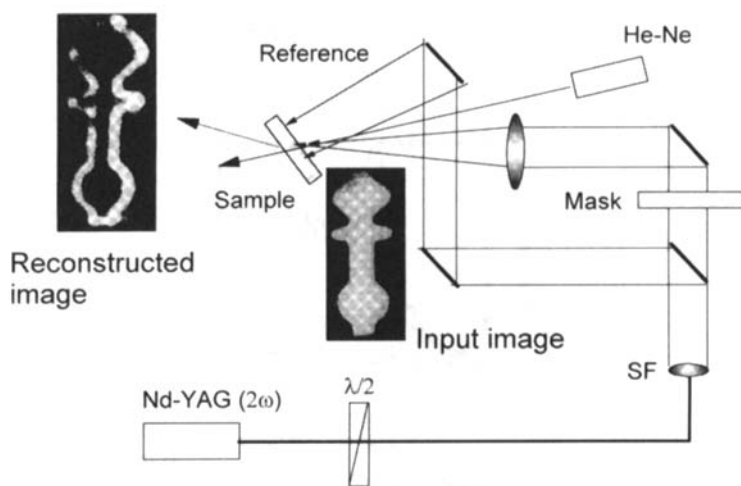 He-Ne
Reference
Sample
Mask
Reconstructed
image
Input image
SF
λ/2
Nd-YAG (2ω)